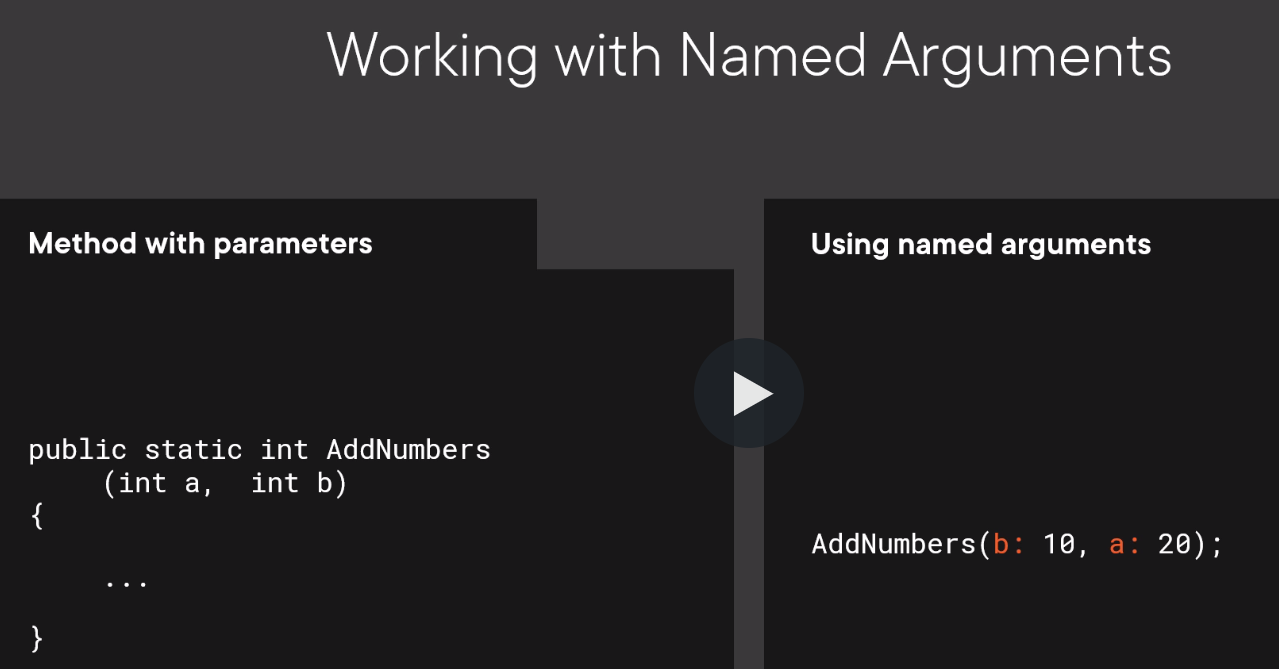 Working with Named Arguments
Method with parameters
public static int AddNumbers
(int a,  int b)
{
...
}
Using named arguments
AddNumbers(b: 10, a: 20);